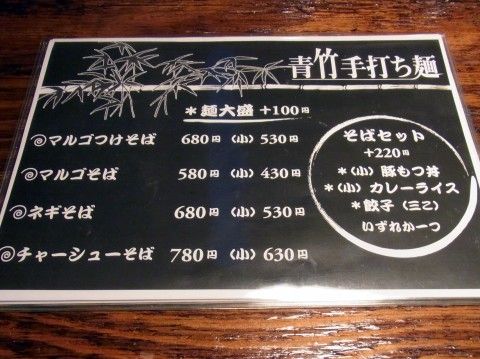 青竹手打ち麺
*麺大盛 +100円
マルゴつけそば 680円 (小) 530円
マルゴそば 580円 (小) 430円
ネギそば 680円 (小) 530円
チャーシューそば 780円 (小) 630円
そばセット
+220円
*(小) 豚もつ丼
*(小) カレーライス
*餃子 (三コ)
いずれか一つ